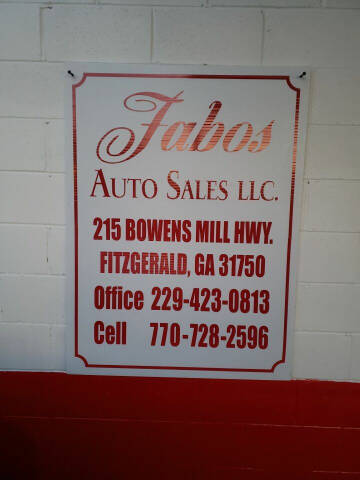 Fabos
AUTO SALES LLC.
215 BOWENS MILL HWY.
FITZGERALD, GA 31750
Office 229-423-0813
Cell 770-728-2596